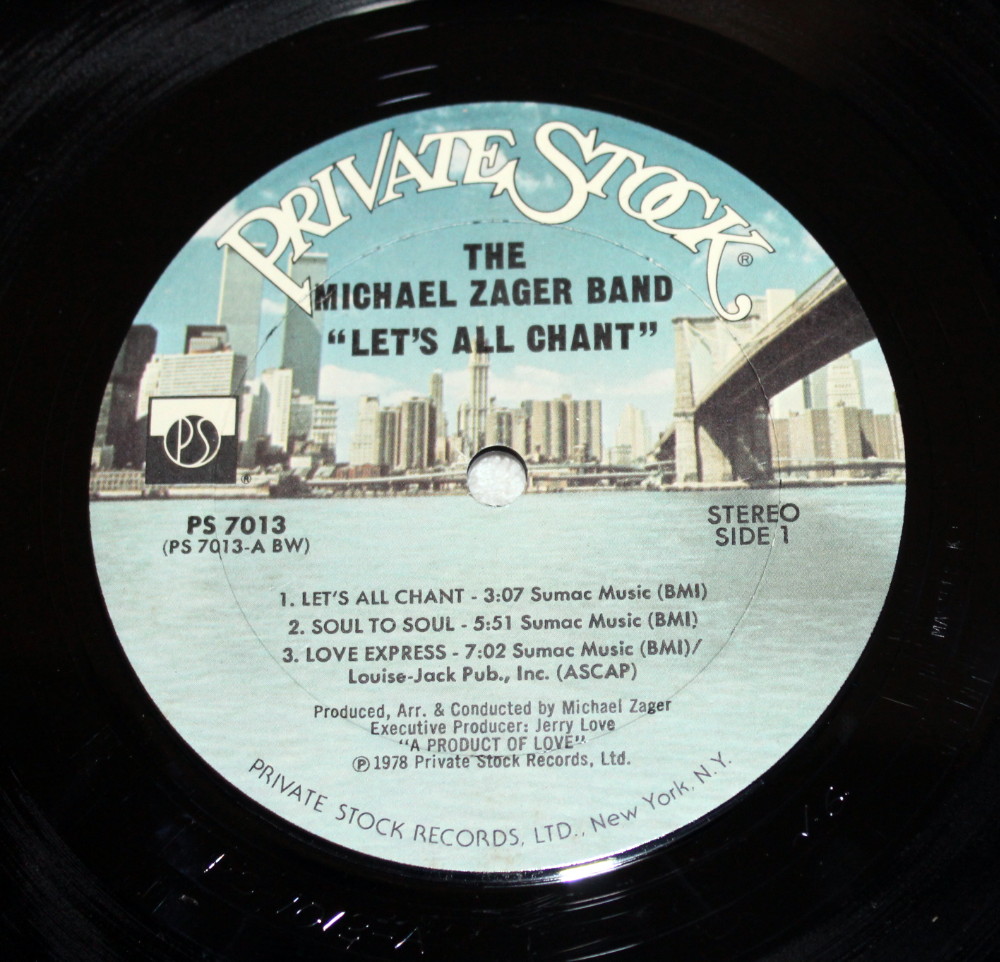 PRIVATE STOCK®
THE
MICHAEL ZAGER BAND
“LET'S ALL CHANT”
PS
®
PS 7013
(PS 7013-A BW)
STEREO
SIDE 1
1. LET'S ALL CHANT - 3:07 Sumac Music (BMI)
2. SOUL TO SOUL - 5:51 Sumac Music (BMI)
3. LOVE EXPRESS - 7:02 Sumac Music (BMI)/
Louise-Jack Pub., Inc. (ASCAP)
Produced, Arr. & Conducted by Michael Zager
Executive Producer: Jerry Love
"A PRODUCT OF LOVE"
℗1978 Private Stock Records, Ltd.
PRIVATE STOCK RECORDS, LTD., New York, N.Y.